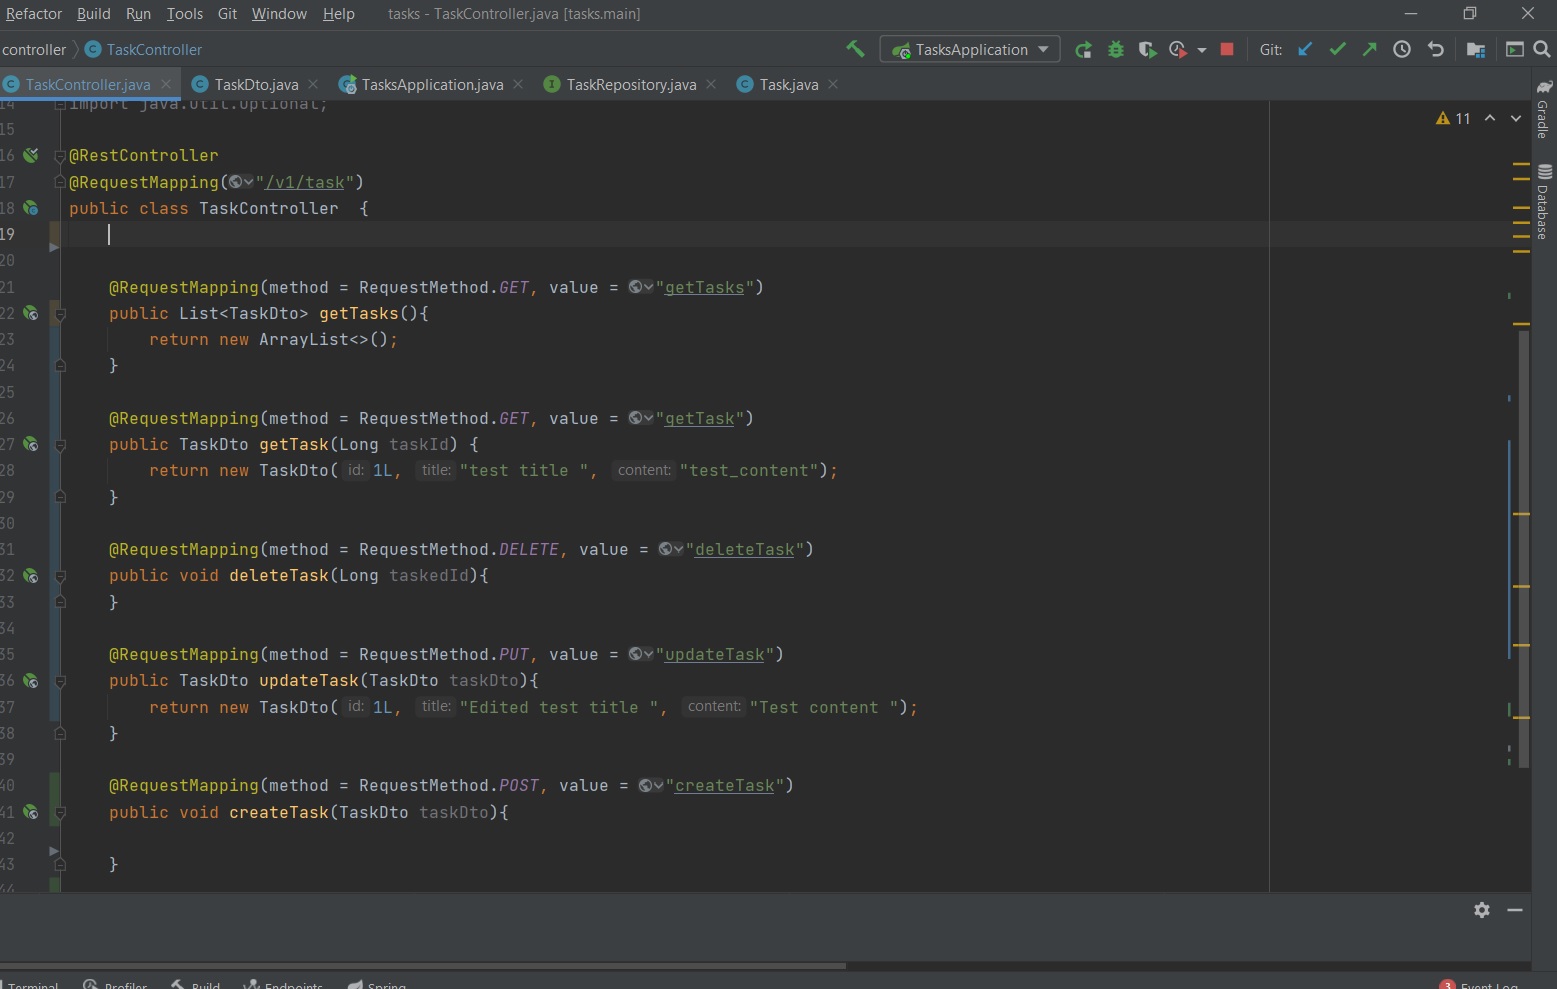 Refactor Build Run Tools Git Window Help tasks - TaskController.java [tasks.main]
controller TaskController TasksApplication Git:
TaskController.java TaskDto.java TasksApplication.java TaskRepository.java Task.java
14 import java.util.Optional;
11
15
16 @RestController
17 @RequestMapping("/v1/task")
18 public class TaskController {
19
20
21 @RequestMapping(method = RequestMethod.GET, value = "getTasks")
22 public List<TaskDto> getTasks(){
23 return new ArrayList<>();
24 }
25
26 @RequestMapping(method = RequestMethod.GET, value = "getTask")
27 public TaskDto getTask(Long taskId) {
28 return new TaskDto( id: 1L, title: "test title ", content: "test_content");
29 }
30
31 @RequestMapping(method = RequestMethod.DELETE, value = "deleteTask")
32 public void deleteTask(Long taskedId){
33 }
34
35 @RequestMapping(method = RequestMethod.PUT, value = "updateTask")
36 public TaskDto updateTask(TaskDto taskDto){
37 return new TaskDto( id: 1L, title: "Edited test title ", content: "Test content ");
38 }
39
40 @RequestMapping(method = RequestMethod.POST, value = "createTask")
41 public void createTask(TaskDto taskDto){
42
43 }
44
Gradle
Database
Terminal Profiler Build Endpoints Spring 3 Event Log